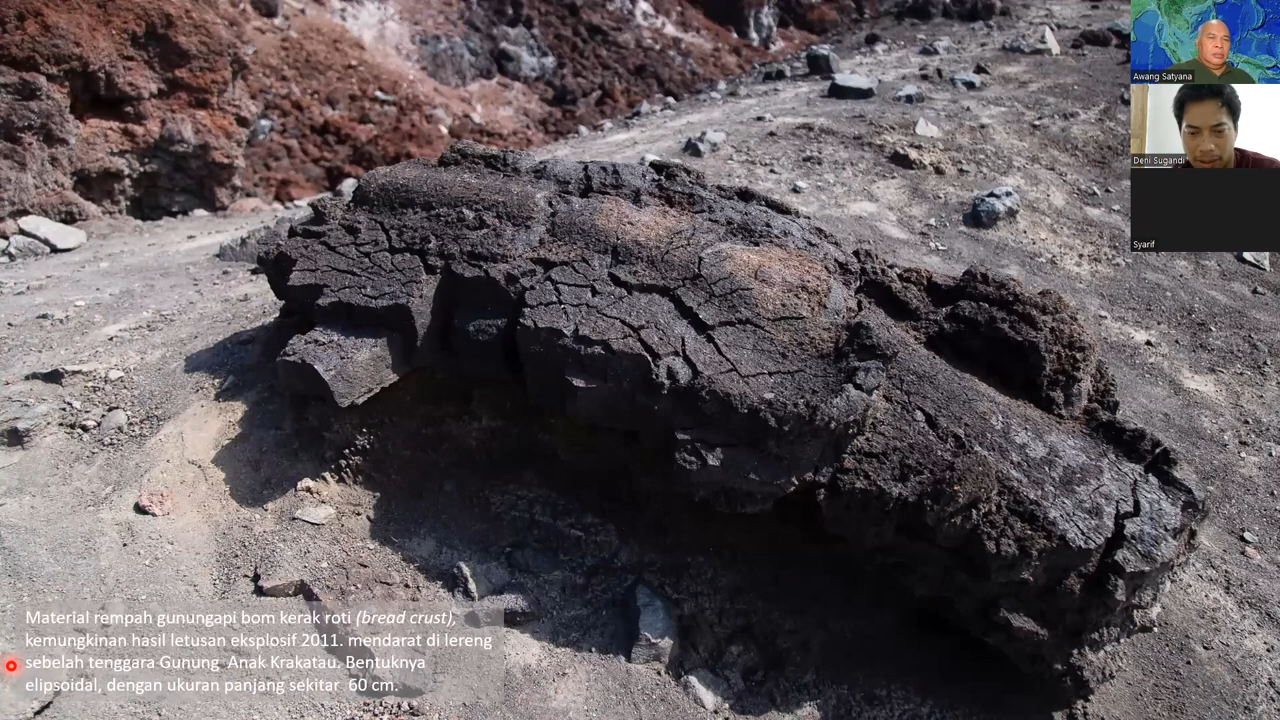 Awang Satyana
Deni Sugandi
Syarif
Material rempah gunungapi bom kerak roti (bread crust),
kemungkinan hasil letusan eksplosif 2011. mendarat di lereng
sebelah tenggara Gunung Anak Krakatau. Bentuknya
elipsoidal, dengan ukuran panjang sekitar 60 cm.